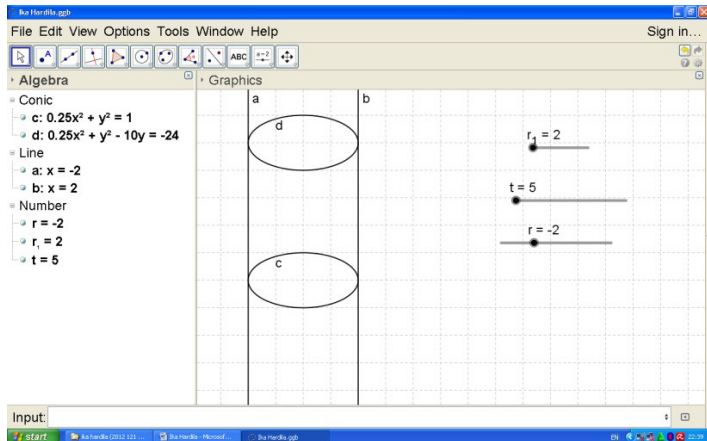 Ika Hardila.ggb
File Edit View Options Tools Window Help
Sign in...
ABC
a=2
Algebra
Graphics
Conic
c: 0.25x² + y² = 1
d: 0.25x² + y² - 10y = -24
Line
a: x = -2
b: x = 2
Number
r = -2
r₁ = 2
t = 5
a
b
d
c
r₁ = 2
t = 5
r = -2
Input:
start
ika hardila (2012 121 ...
Ika Hardila - Microsof...
Ika Hardila.ggb
EN
22:39